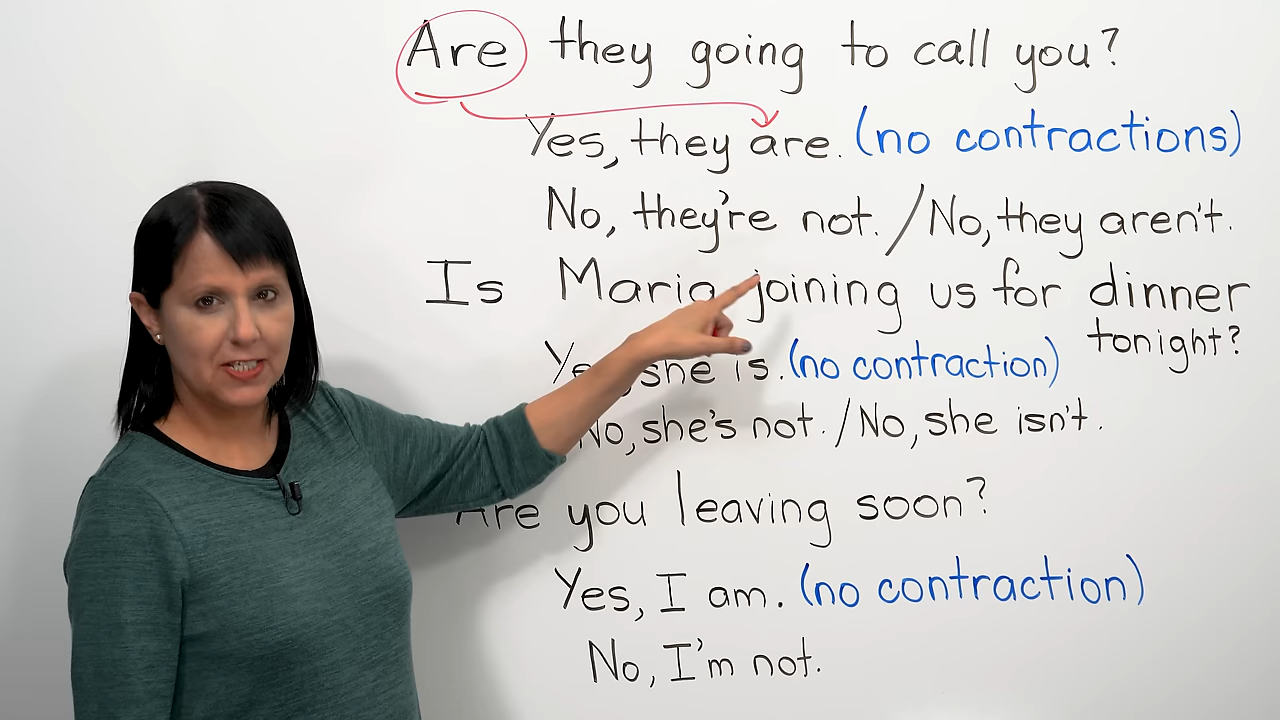 Are they going to call you?
Yes, they are. (no contractions)
No, they're not. / No, they aren't.
Is Maria joining us for dinner
tonight?
Yes, she is. (no contraction)
No, she's not. / No, she isn't.
Are you leaving soon?
Yes, I am. (no contraction)
No, I'm not.